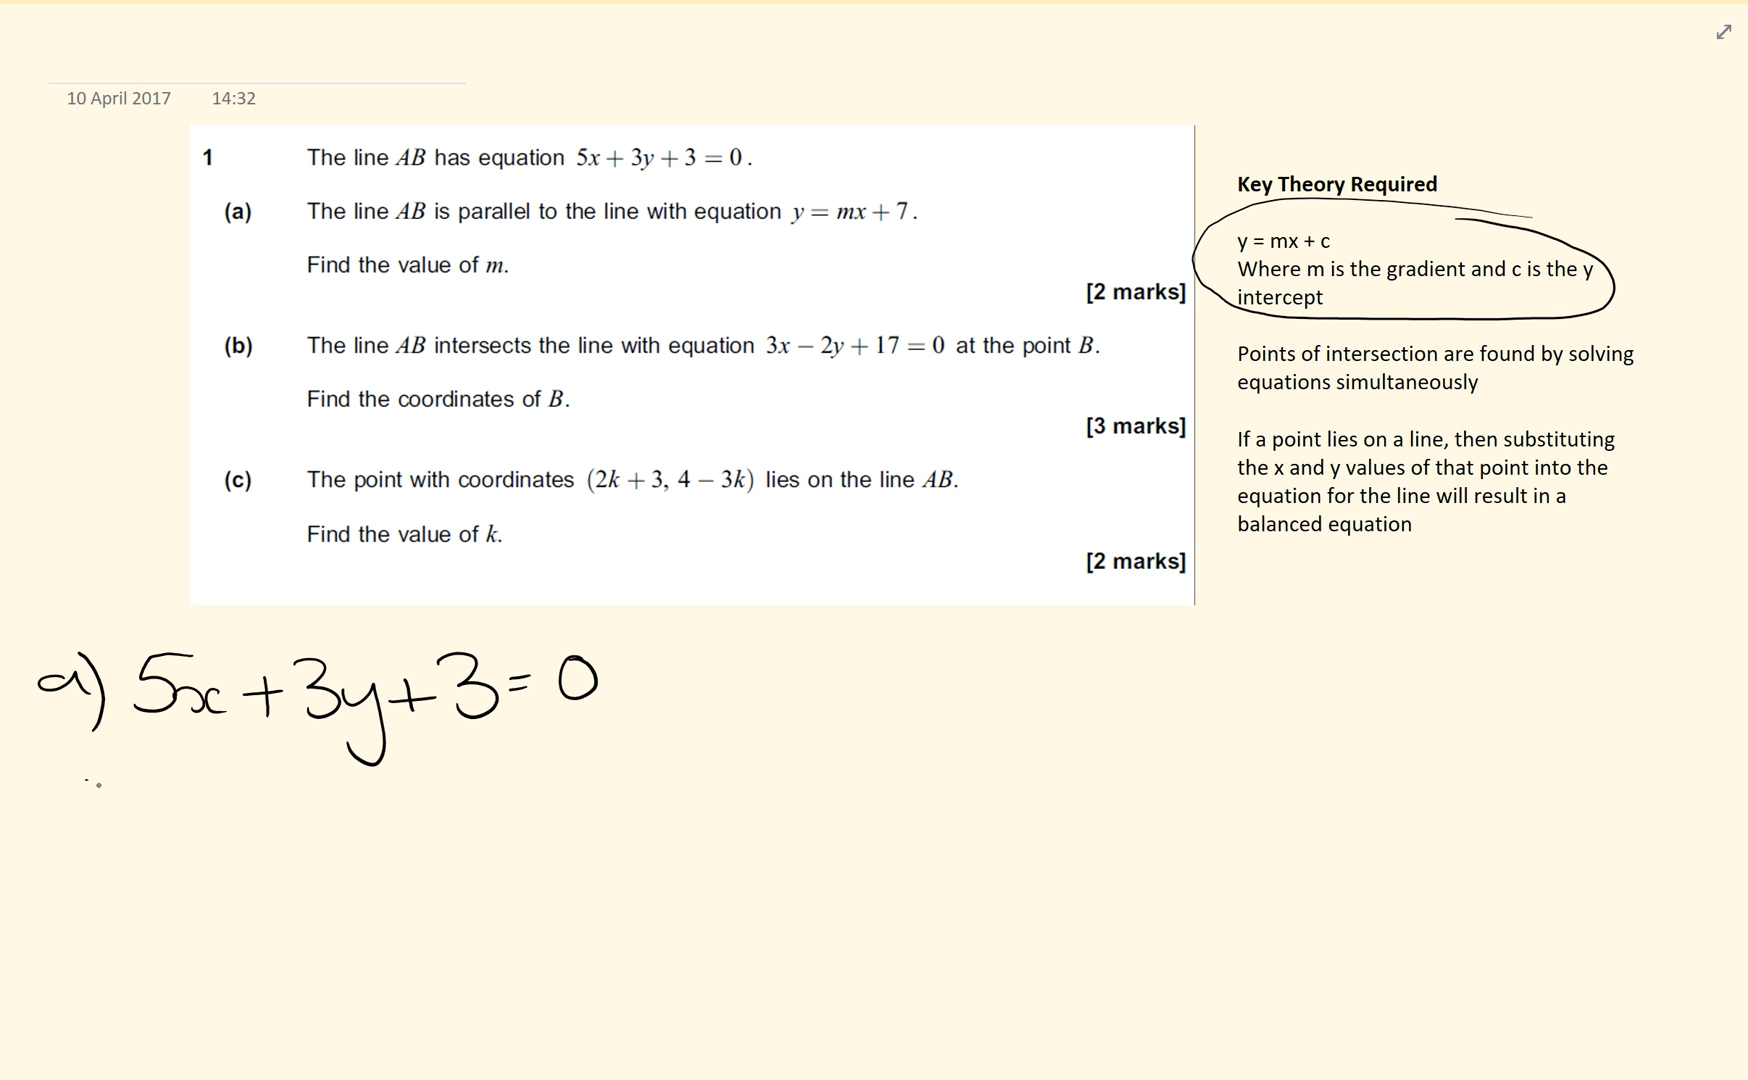 10 April 2017 14:32
1 The line AB has equation 5x + 3y + 3 = 0.
(a) The line AB is parallel to the line with equation y = mx + 7.
Find the value of m.
[2 marks]
(b) The line AB intersects the line with equation 3x − 2y + 17 = 0 at the point B.
Find the coordinates of B.
[3 marks]
(c) The point with coordinates (2k + 3, 4 − 3k) lies on the line AB.
Find the value of k.
[2 marks]
Key Theory Required
y = mx + c
Where m is the gradient and c is the y
intercept
Points of intersection are found by solving
equations simultaneously
If a point lies on a line, then substituting
the x and y values of that point into the
equation for the line will result in a
balanced equation
a) 5x + 3y + 3 = 0